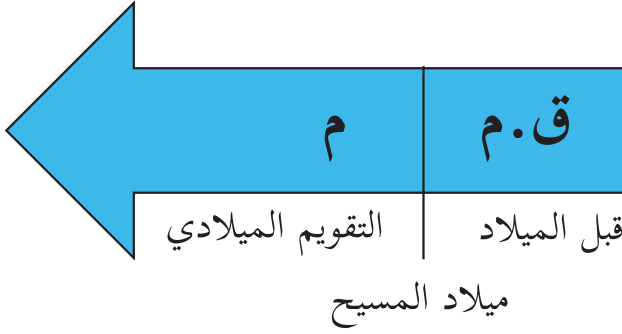 ق.م م
قبل الميلاد التقويم الميلادي
ميلاد المسيح